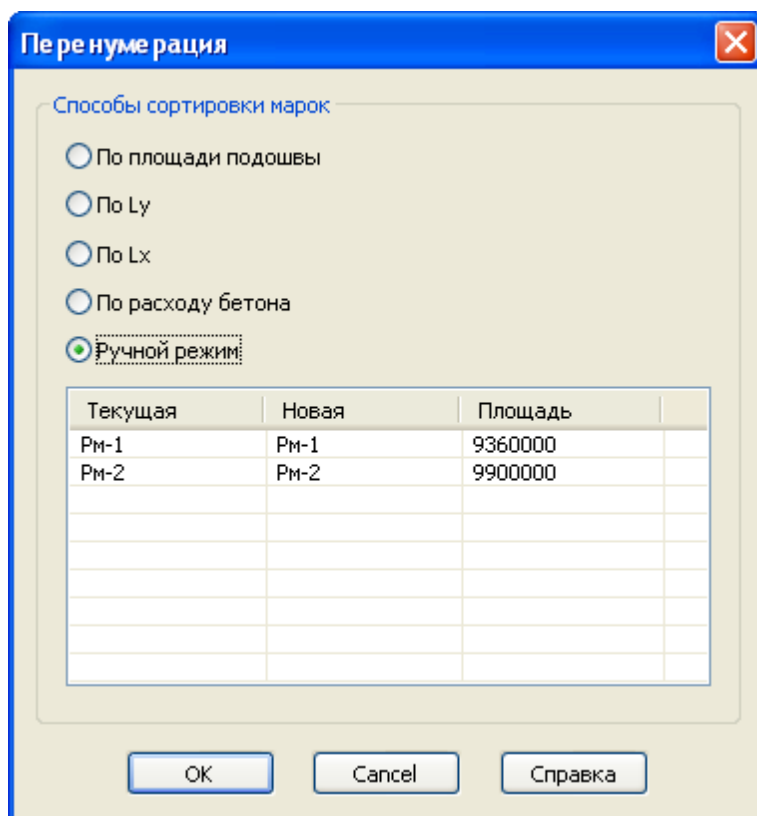 Перенумерация
Способы сортировки марок
По площади подошвы
По Ly
По Lx
По расходу бетона
Ручной режим
Текущая Новая Площадь
Рм-1 Рм-1 9360000
Рм-2 Рм-2 9900000
OK Cancel Справка